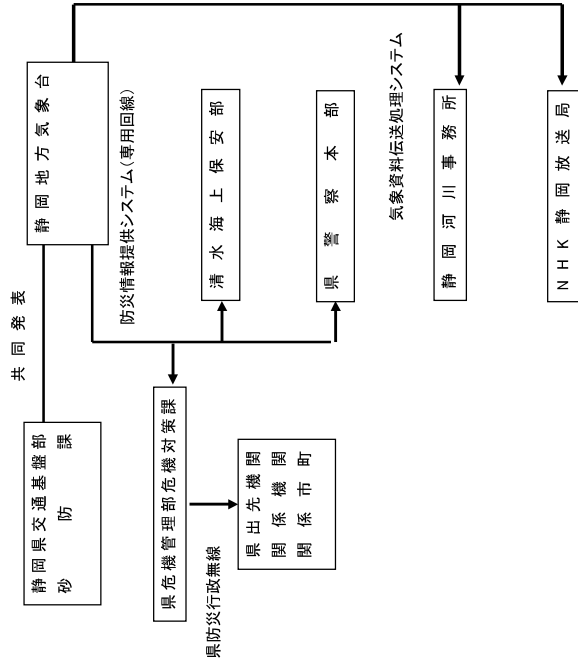 共同発表
静岡県交通基盤部
砂防課
静岡地方気象台
防災情報提供システム(専用回線)
県危機管理部危機対策課
清水海上保安部
県防災行政無線
県出先機関
関係機関
関係市町
県警察本部
気象資料伝送処理システム
静岡河川事務所
NHK静岡放送局